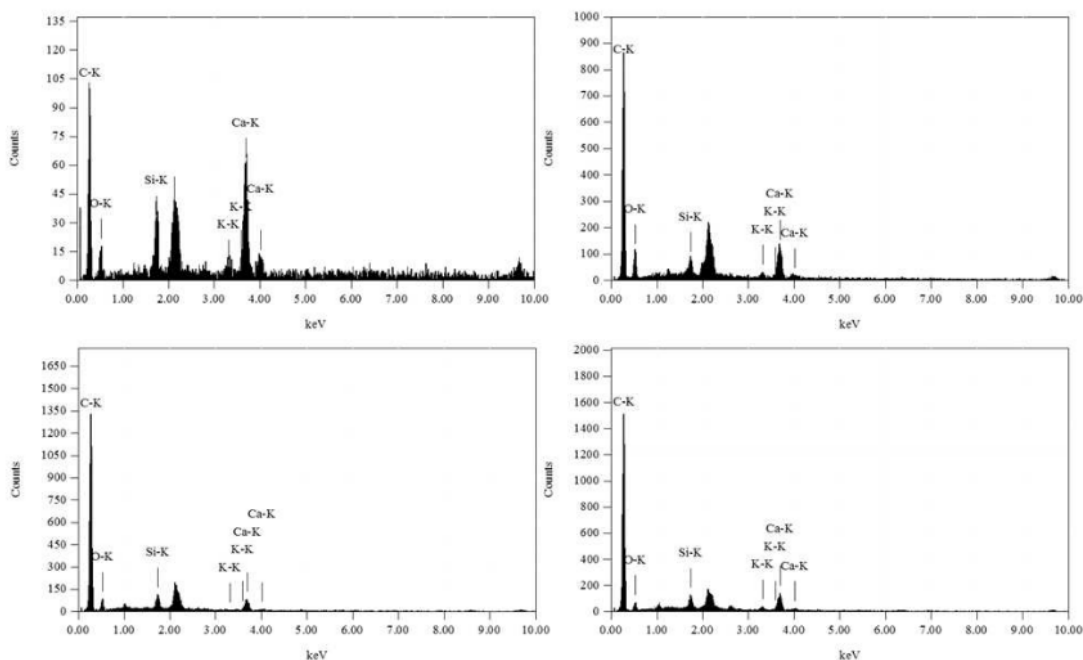 135
120
105
90
75
60
45
30
15
0
Counts
C-K
O-K
Si-K
K-K
K-K
Ca-K
Ca-K
0.00 1.00 2.00 3.00 4.00 5.00 6.00 7.00 8.00 9.00 10.00
keV
1000
900
800
700
600
500
400
300
200
100
0
Counts
C-K
O-K
Si-K
Ca-K
K-K
K-K
Ca-K
0.00 1.00 2.00 3.00 4.00 5.00 6.00 7.00 8.00 9.00 10.00
keV
1650
1500
1350
1200
1050
900
750
600
450
300
150
0
Counts
C-K
O-K
Si-K
Ca-K
Ca-K
K-K
K-K
0.00 1.00 2.00 3.00 4.00 5.00 6.00 7.00 8.00 9.00 10.00
keV
2000
1800
1600
1400
1200
1000
800
600
400
200
0
Counts
C-K
O-K
Si-K
Ca-K
K-K
K-K
Ca-K
0.00 1.00 2.00 3.00 4.00 5.00 6.00 7.00 8.00 9.00 10.00
keV